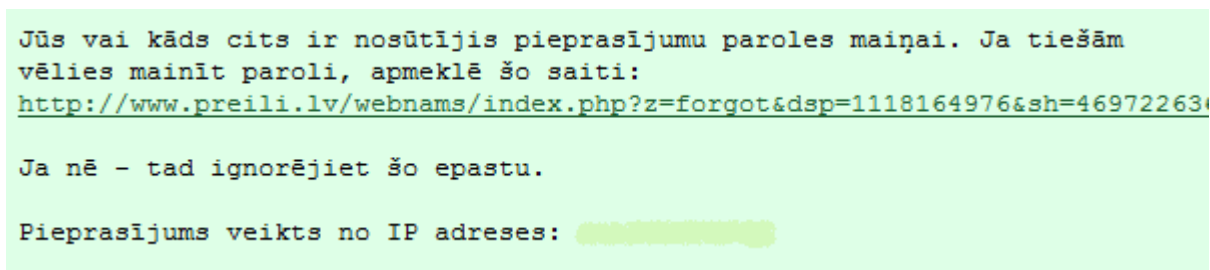 Jūs vai kāds cits ir nosūtījis pieprasījumu paroles maiņai. Ja tiešām
vēlies mainīt paroli, apmeklē šo saiti:
http://www.preili.lv/webnams/index.php?z=forgot&dsp=1118164976&sh=46972263
Ja nē - tad ignorējiet šo epastu.
Pieprasījums veikts no IP adreses: